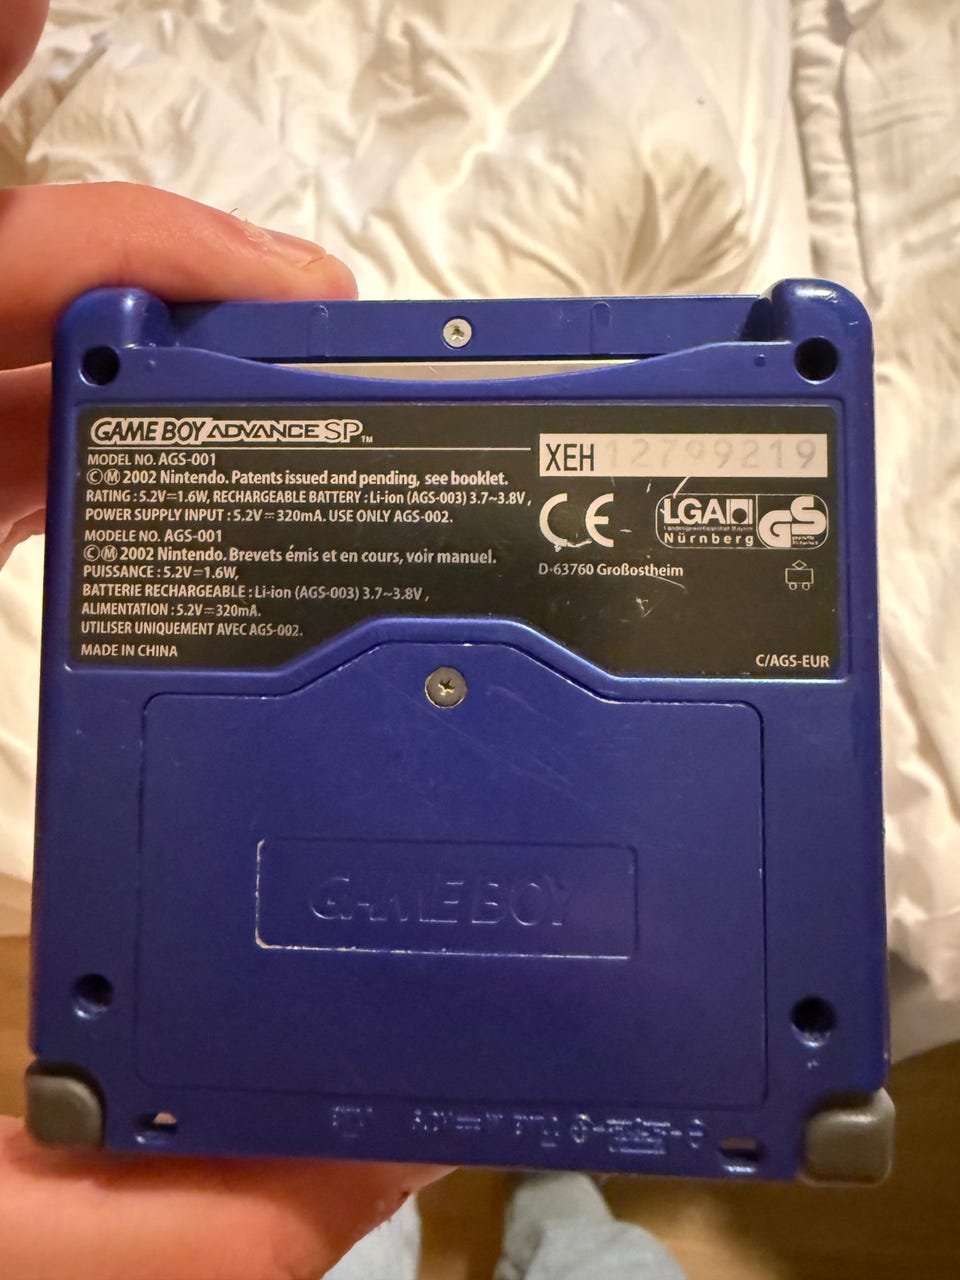 GAME BOY ADVANCE SP™
MODEL NO. AGS-001
©Ⓜ 2002 Nintendo. Patents issued and pending, see booklet.
RATING : 5.2V⎓1.6W, RECHARGEABLE BATTERY : Li-ion (AGS-003) 3.7~3.8V ,
POWER SUPPLY INPUT : 5.2V⎓320mA. USE ONLY AGS-002.
MODELE NO. AGS-001
©Ⓜ 2002 Nintendo. Brevets émis et en cours, voir manuel.
PUISSANCE : 5.2V⎓1.6W,
BATTERIE RECHARGEABLE : Li-ion (AGS-003) 3.7~3.8V ,
ALIMENTATION : 5.2V⎓320mA.
UTILISER UNIQUEMENT AVEC AGS-002.
MADE IN CHINA
XEH 12799219
CE
LGA
Nürnberg
GS
D-63760 Großostheim
C/AGS-EUR
GAME BOY